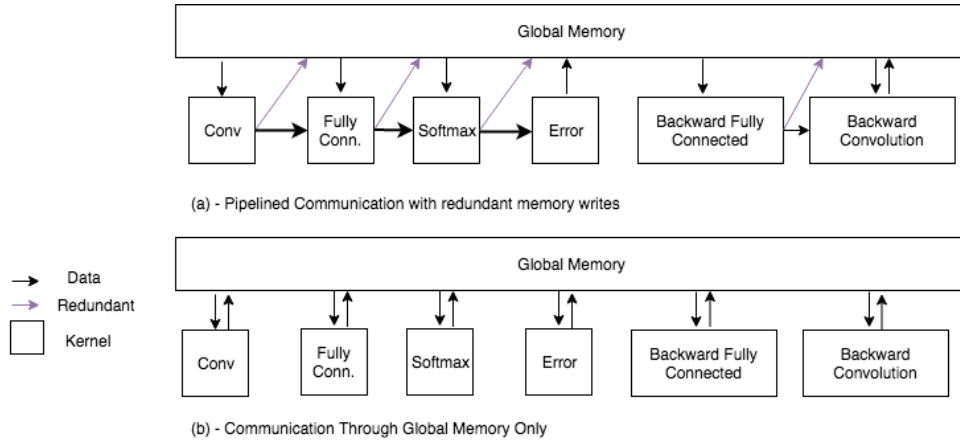 Global Memory
Conv
Fully
Conn.
Softmax
Error
Backward Fully
Connected
Backward
Convolution
(a) - Pipelined Communication with redundant memory writes
Global Memory
Data
Redundant
Kernel
Conv
Fully
Conn.
Softmax
Error
Backward Fully
Connected
Backward
Convolution
(b) - Communication Through Global Memory Only